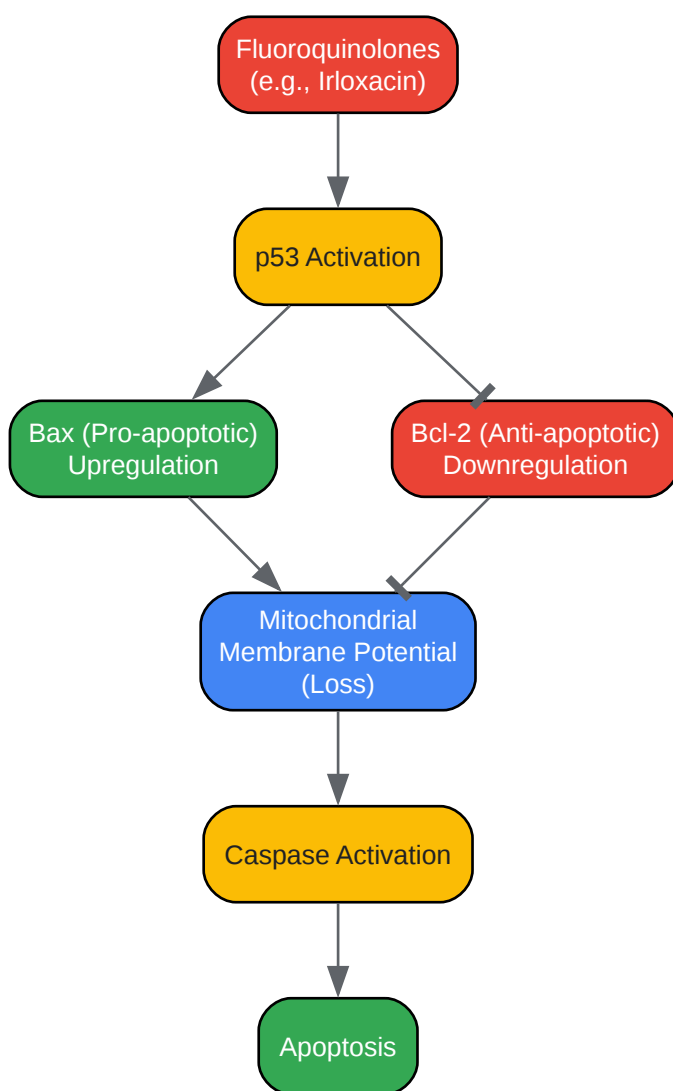 Fluoroquinolones
(e.g., Irloxacin)
p53 Activation
Bax (Pro-apoptotic)
Upregulation
Bcl-2 (Anti-apoptotic)
Downregulation
Mitochondrial
Membrane Potential
(Loss)
Caspase Activation
Apoptosis